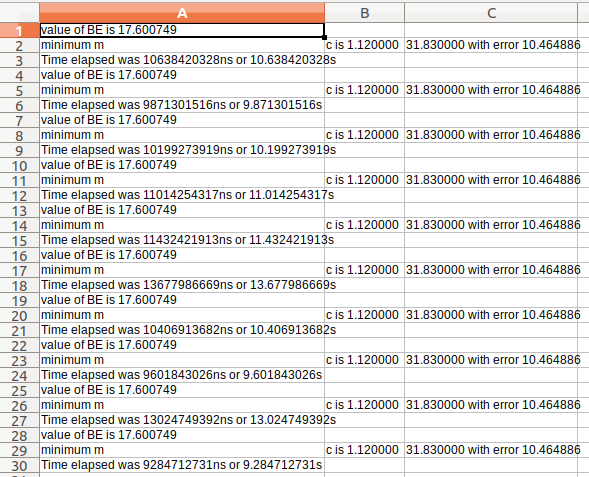 A B C
1 value of BE is 17.600749
2 minimum m c is 1.120000 31.830000 with error 10.464886
3 Time elapsed was 10638420328ns or 10.638420328s
4 value of BE is 17.600749
5 minimum m c is 1.120000 31.830000 with error 10.464886
6 Time elapsed was 9871301516ns or 9.871301516s
7 value of BE is 17.600749
8 minimum m c is 1.120000 31.830000 with error 10.464886
9 Time elapsed was 10199273919ns or 10.199273919s
10 value of BE is 17.600749
11 minimum m c is 1.120000 31.830000 with error 10.464886
12 Time elapsed was 11014254317ns or 11.014254317s
13 value of BE is 17.600749
14 minimum m c is 1.120000 31.830000 with error 10.464886
15 Time elapsed was 11432421913ns or 11.432421913s
16 value of BE is 17.600749
17 minimum m c is 1.120000 31.830000 with error 10.464886
18 Time elapsed was 13677986669ns or 13.677986669s
19 value of BE is 17.600749
20 minimum m c is 1.120000 31.830000 with error 10.464886
21 Time elapsed was 10406913682ns or 10.406913682s
22 value of BE is 17.600749
23 minimum m c is 1.120000 31.830000 with error 10.464886
24 Time elapsed was 9601843026ns or 9.601843026s
25 value of BE is 17.600749
26 minimum m c is 1.120000 31.830000 with error 10.464886
27 Time elapsed was 13024749392ns or 13.024749392s
28 value of BE is 17.600749
29 minimum m c is 1.120000 31.830000 with error 10.464886
30 Time elapsed was 9284712731ns or 9.284712731s